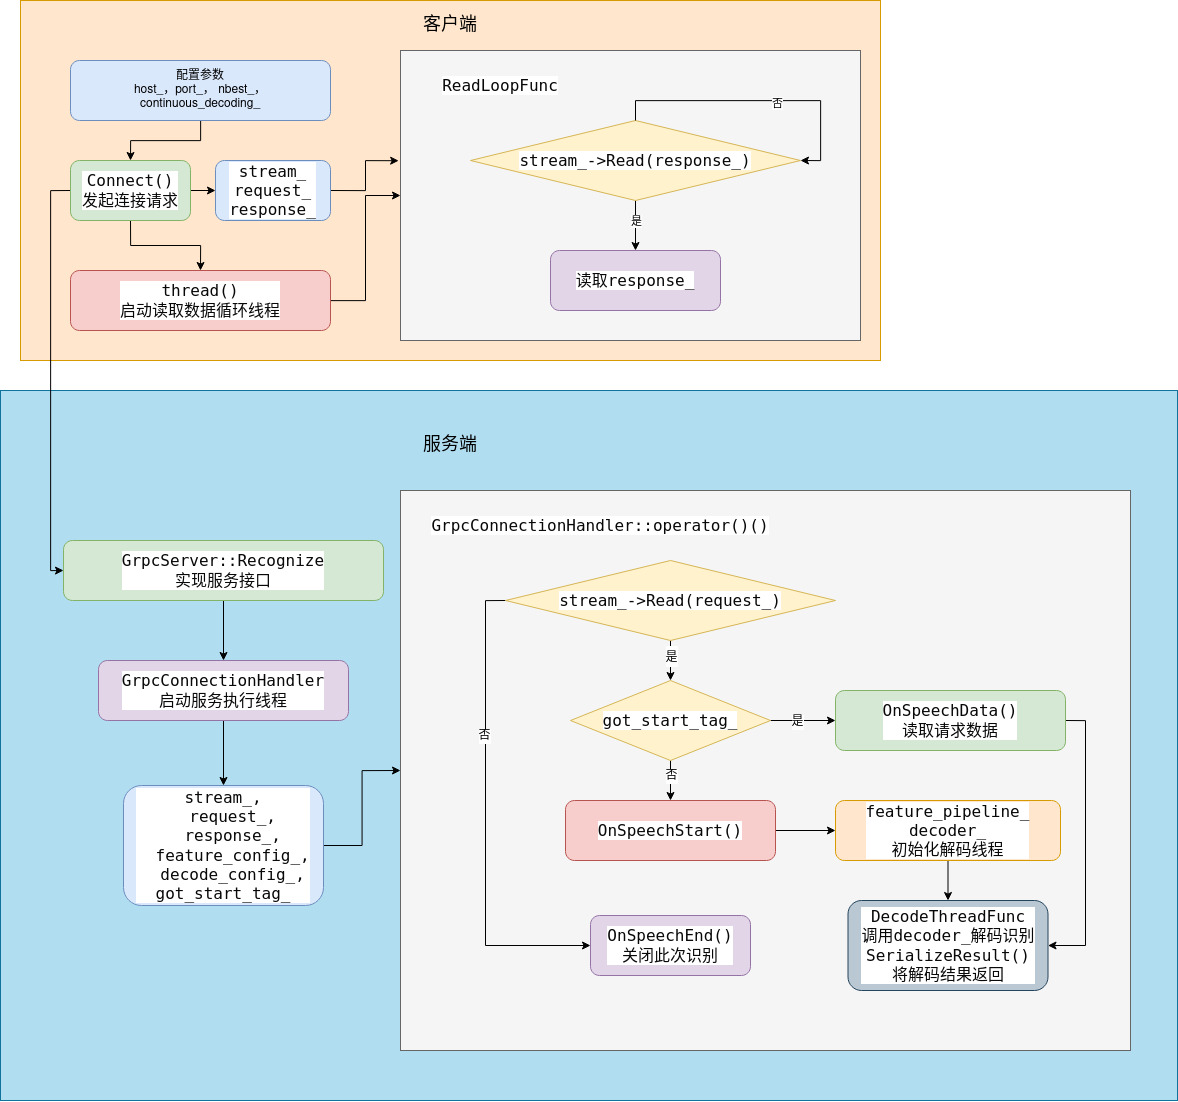 客户端
配置参数
host_，port_， nbest_，
continuous_decoding_
Connect()
发起连接请求
stream_
request_
response_
thread()
启动读取数据循环线程
ReadLoopFunc
否
stream_->Read(response_)
是
读取response_
服务端
GrpcServer::Recognize
实现服务接口
GrpcConnectionHandler
启动服务执行线程
stream_,
request_,
response_,
feature_config_,
decode_config_,
got_start_tag_
GrpcConnectionHandler::operator()()
stream_->Read(request_)
是
got_start_tag_
是
否
否
OnSpeechData()
读取请求数据
OnSpeechStart()
feature_pipeline_
decoder_
初始化解码线程
OnSpeechEnd()
关闭此次识别
DecodeThreadFunc
调用decoder_解码识别
SerializeResult()
将解码结果返回